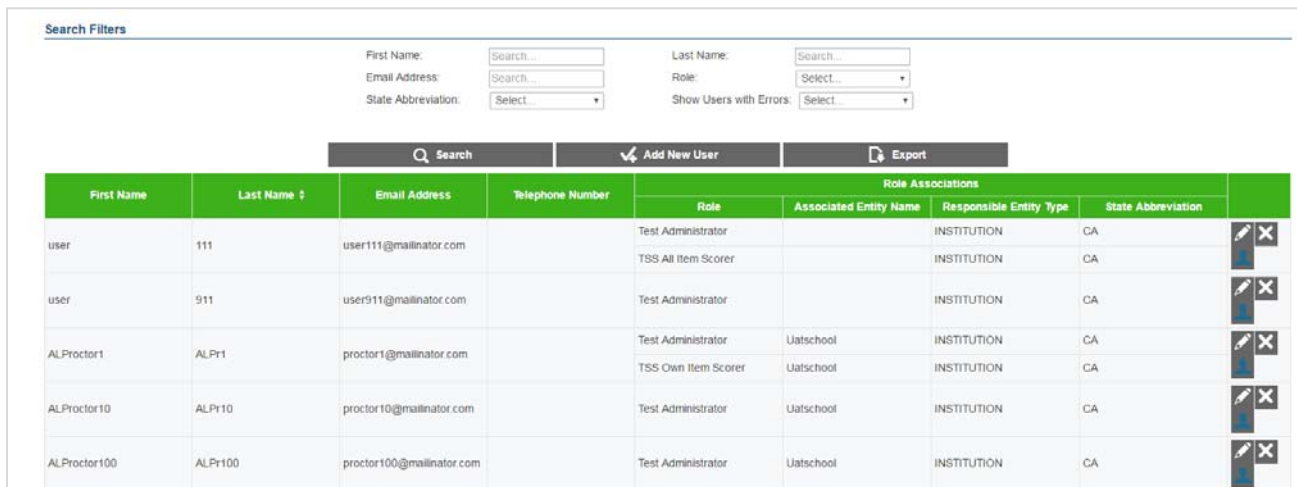 Search Filters
First Name: Search... Last Name: Search...
Email Address: Search... Role: Select...
State Abbreviation: Select... Show Users with Errors: Select...
Search Add New User Export
First Name Last Name Email Address Telephone Number Role Associations
Role Associated Entity Name Responsible Entity Type State Abbreviation
user 111 user111@mailinator.com Test Administrator INSTITUTION CA
TSS All Item Scorer INSTITUTION CA
user 911 user911@mailinator.com Test Administrator INSTITUTION CA
ALProctor1 ALPr1 proctor1@mailinator.com Test Administrator Uatschool INSTITUTION CA
TSS Own Item Scorer Uatschool INSTITUTION CA
ALProctor10 ALPr10 proctor10@mailinator.com Test Administrator Uatschool INSTITUTION CA
ALProctor100 ALPr100 proctor100@mailinator.com Test Administrator Uatschool INSTITUTION CA